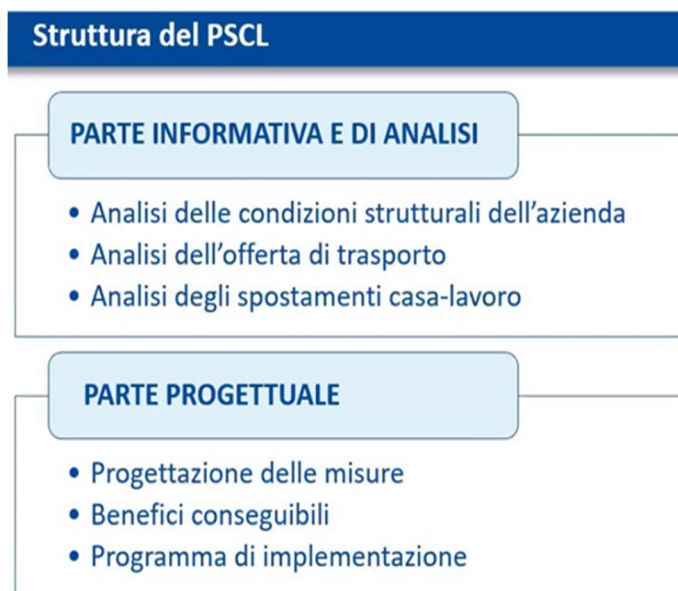 Struttura del PSCL
PARTE INFORMATIVA E DI ANALISI
• Analisi delle condizioni strutturali dell'azienda
• Analisi dell'offerta di trasporto
• Analisi degli spostamenti casa-lavoro
PARTE PROGETTUALE
• Progettazione delle misure
• Benefici conseguibili
• Programma di implementazione